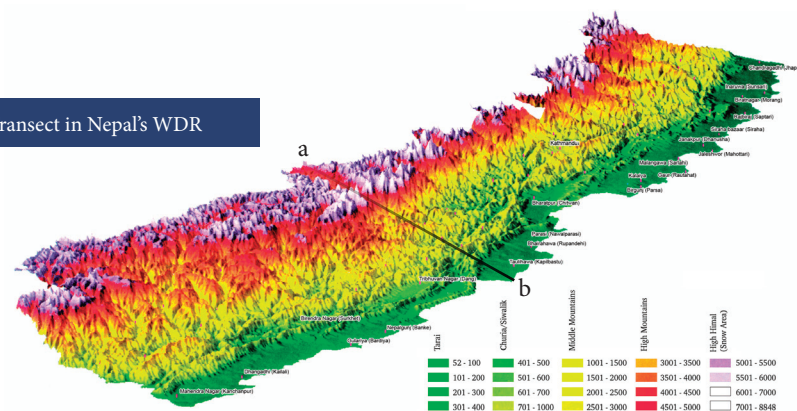 ransect in Nepal's WDR
a
b
Chandragadhi (Jhap
Inaruwa (Sunsari)
Biratnagar (Morang)
Rajbiraj (Saptari)
Siraha bazaar (Siraha)
Janakpur (Dhanusha)
Jaleshwor (Mahottari)
Malangawa (Sarlahi)
Kalaiya
Gaur (Rautahat)
Birgunj (Parsa)
Kathmandu
Bharatpur (Chitwan)
Parasi (Nawalparasi)
Bhairahawa (Rupandehi)
Taulihawa (Kapilbastu)
Tribhuvan Nagar (Dang)
Birendra Nagar (Surkhet)
Nepalgunj (Banke)
Gulariya (Bardiya)
Dhangadhi (Kailali)
Mahendra Nagar (Kanchanpur)
Tarai
52 - 100
101 - 200
201 - 300
301 - 400
Churia/Siwalik
401 - 500
501 - 600
601 - 700
701 - 1000
Middle Mountains
1001 - 1500
1501 - 2000
2001 - 2500
2501 - 3000
High Mountains
3001 - 3500
3501 - 4000
4001 - 4500
4501 - 5000
High Himal
(Snow Area)
5001 - 5500
5501 - 6000
6001 - 7000
7001 - 8848